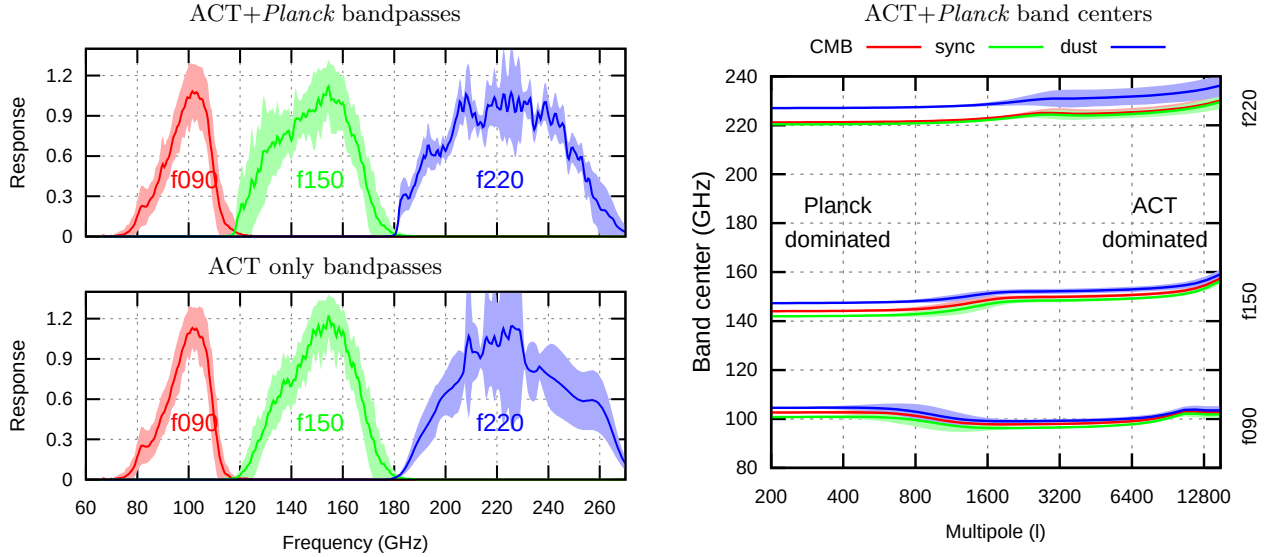 ACT+Planck bandpasses
1.2
0.9
0.6
0.3
0
Response
f090
f150
f220
ACT only bandpasses
1.2
0.9
0.6
0.3
0
Response
f090
f150
f220
60 80 100 120 140 160 180 200 220 240 260
Frequency (GHz)
ACT+Planck band centers
CMB sync dust
240
220
200
180
160
140
120
100
80
Band center (GHz)
Planck
dominated
ACT
dominated
f220
f150
f090
200 400 800 1600 3200 6400 12800
Multipole (l)